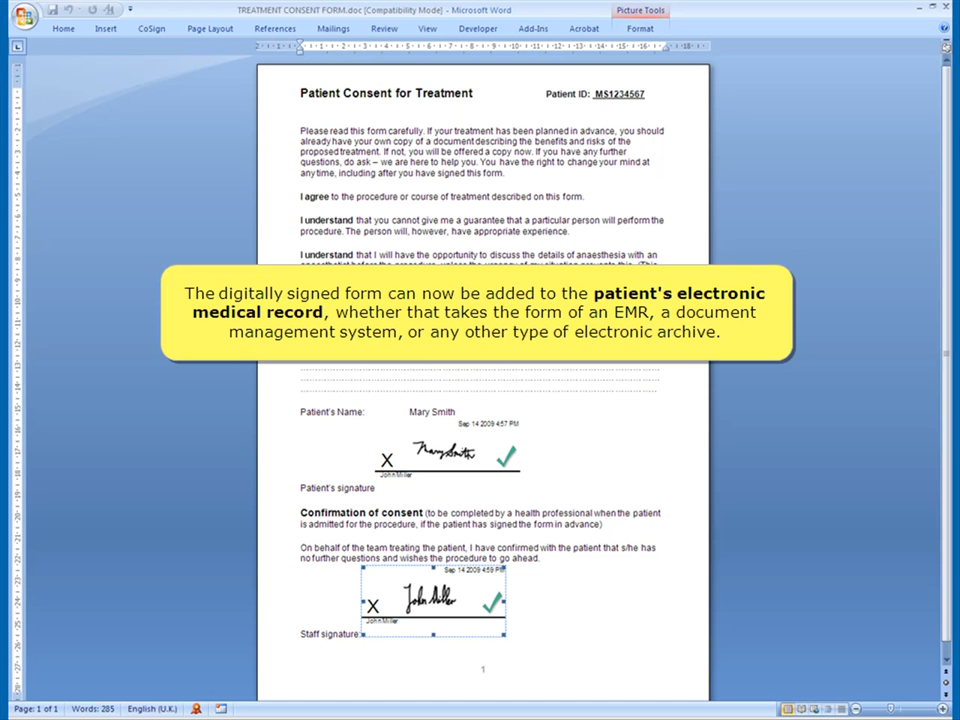 TREATMENT CONSENT FORM.doc [Compatibility Mode] - Microsoft Word
Picture Tools
Home Insert CoSign Page Layout References Mailings Review View Developer Add-Ins Acrobat Format
Patient Consent for Treatment
Patient ID: MS1234567
Please read this form carefully. If your treatment has been planned in advance, you should
already have your own copy of a document describing the benefits and risks of the
proposed treatment. If not, you will be offered a copy now. If you have any further
questions, do ask – we are here to help you. You have the right to change your mind at
any time, including after you have signed this form.
I agree to the procedure or course of treatment described on this form.
I understand that you cannot give me a guarantee that a particular person will perform the
procedure. The person will, however, have appropriate experience.
I understand that I will have the opportunity to discuss the details of anaesthesia with an
The digitally signed form can now be added to the patient's electronic
medical record, whether that takes the form of an EMR, a document
management system, or any other type of electronic archive.
Patient's Name: Mary Smith
Sep 14 2009 4:57 PM
X Mary Smith
John Miller
Patient's signature
Confirmation of consent (to be completed by a health professional when the patient
is admitted for the procedure, if the patient has signed the form in advance)
On behalf of the team treating the patient, I have confirmed with the patient that s/he has
no further questions and wishes the procedure to go ahead.
Sep 14 2009 4:59 PM
X John Miller
John Miller
Staff signature:
1
Page: 1 of 1 Words: 285 English (U.K.)